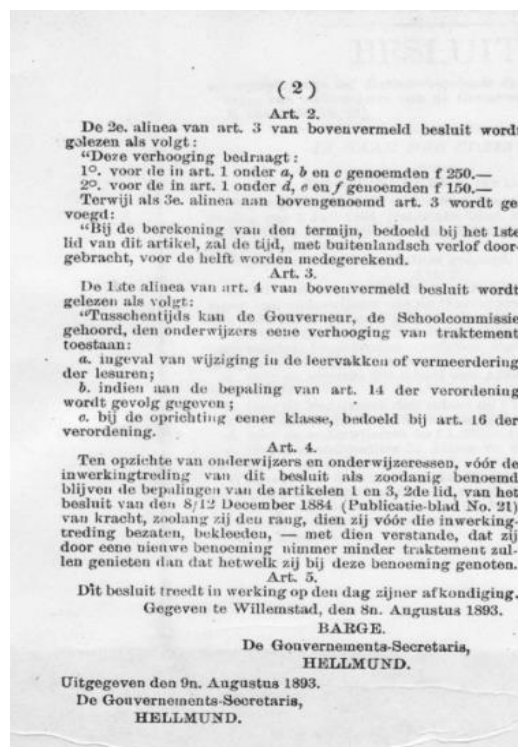 ( 2 )
Art. 2.
De 2e. alinea van art. 3 van bovenvermeld besluit wordt
gelezen als volgt :
“Deze verhooging bedraagt :
1º. voor de in art. 1 onder a, b en c genoemden f 250.—
2º. voor de in art. 1 onder d, e en f genoemden f 150.—
Terwijl als 3e. alinea aan bovengenoemd art. 3 wordt ge
voegd:
“Bij de berekening van den termijn, bedoeld bij het 1ste
lid van dit artikel, zal de tijd, met buitenlandsch verlof door-
gebracht, voor de helft worden medegerekend.
Art. 3.
De 1ste alinea van art. 4 van bovenvermeld besluit wordt
gelezen als volgt:
“Tusschentijds kan de Gouverneur, de Schoolcommissie
gehoord, den onderwijzers eene verhooging van traktement
toestaan:
a. ingeval van wijziging in de leervakken of vermeerdering
der lesuren;
b. indien aan de bepaling van art. 14 der verordening
wordt gevolg gegeven ;
c. bij de oprichting eener klasse, bedoeld bij art. 16 der
verordening.
Art. 4.
Ten opzichte van onderwijzers en onderwijzeressen, vóór de
inwerkingtreding van dit besluit als zoodanig benoemd
blijven de bepalingen van de artikelen 1 en 3, 2de lid, van het
besluit van den 8/12 December 1884 (Publicatie-blad No. 21)
van kracht, zoolang zij den rang, dien zij vóór die inwerking-
treding bezaten, bekleeden, — met dien verstande, dat zij
door eene nieuwe benoeming nimmer minder traktement zul-
len genieten dan dat hetwelk zij bij deze benoeming genoten.
Art. 5.
Dit besluit treedt in werking op den dag zijner afkondiging.
Gegeven te Willemstad, den 8n. Augustus 1893.
BARGE.
De Gouvernements-Secretaris,
HELLMUND.
Uitgegeven den 9n. Augustus 1893.
De Gouvernements-Secretaris,
HELLMUND.